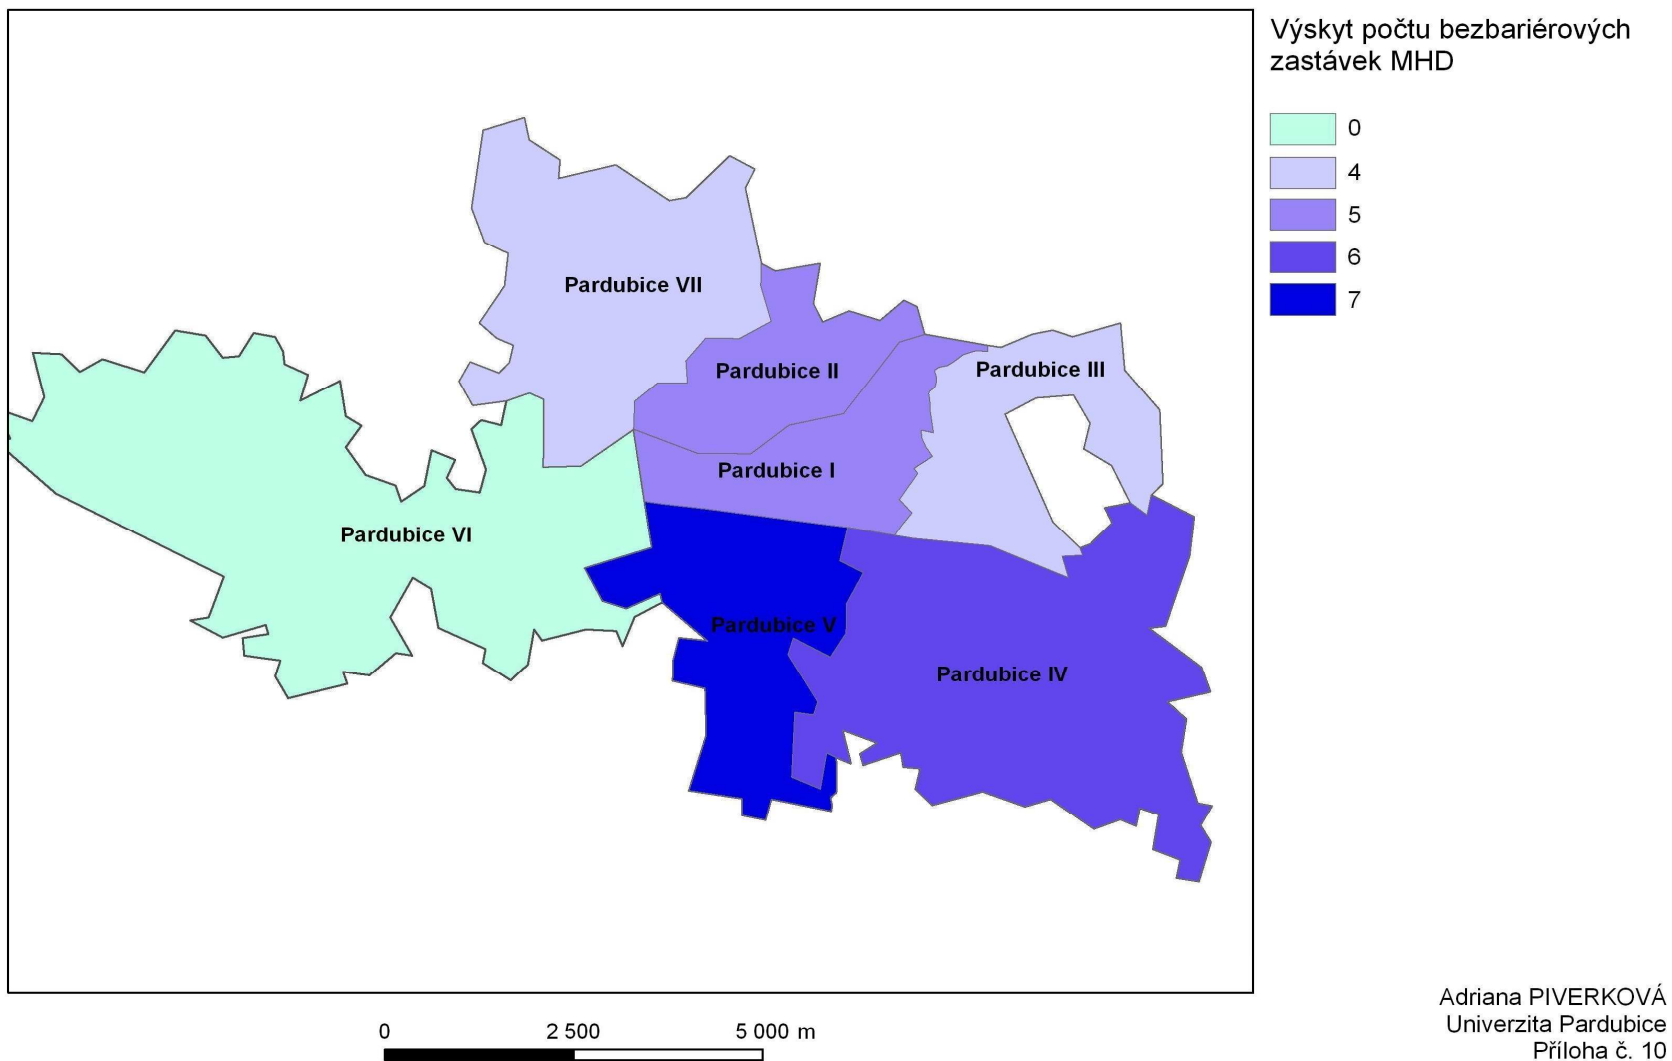 Výskyt počtu bezbariérových
zastávek MHD
0
4
5
6
7
Pardubice VII
Pardubice II
Pardubice III
Pardubice I
Pardubice VI
Pardubice V
Pardubice IV
0 2 500 5 000 m
Adriana PIVERKOVÁ
Univerzita Pardubice
Příloha č. 10